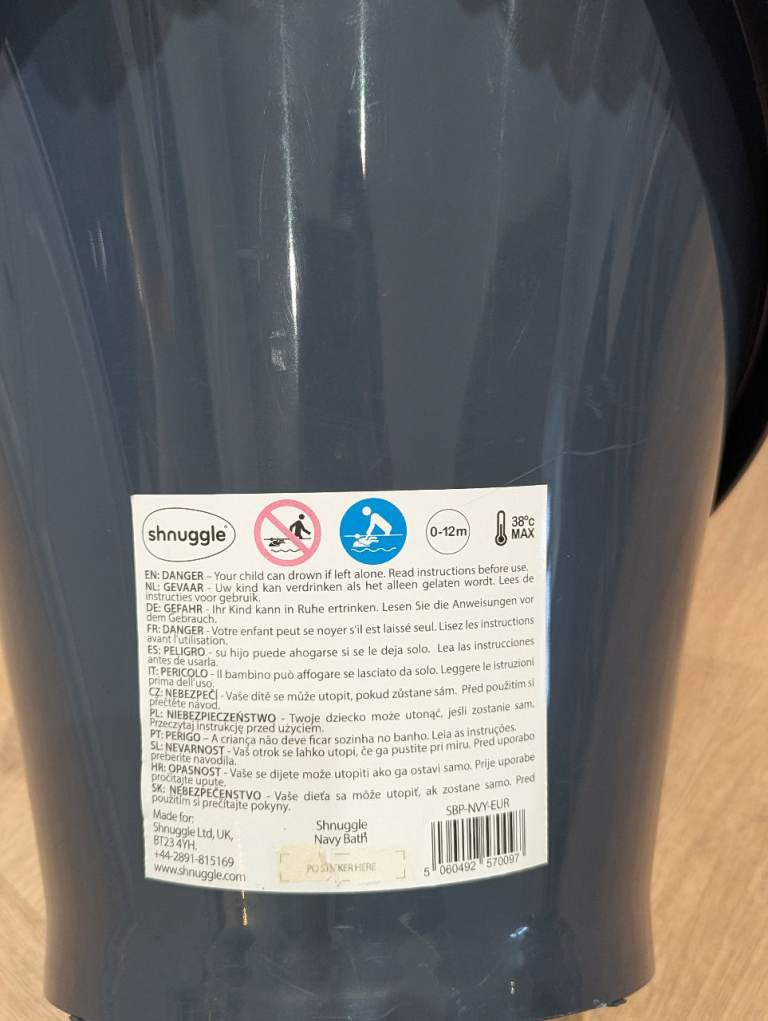 shnuggle®
0-12m
38°c
MAX
EN: DANGER – Your child can drown if left alone. Read instructions before use.
NL: GEVAAR - Uw kind kan verdrinken als het alleen gelaten wordt. Lees de
instructies voor gebruik.
DE: GEFAHR - Ihr Kind kann in Ruhe ertrinken. Lesen Sie die Anweisungen vor
dem Gebrauch.
FR: DANGER - Votre enfant peut se noyer s'il est laissé seul. Lisez les instructions
avant l'utilisation.
ES: PELIGRO - su hijo puede ahogarse si se le deja solo. Lea las instrucciones
antes de usarla.
IT: PERICOLO - Il bambino può affogare se lasciato da solo. Leggere le istruzioni
prima dell'uso.
CZ: NEBEZPEČÍ - Vaše dítě se může utopit, pokud zůstane sám. Před použitím si
přečtěte návod.
PL: NIEBEZPIECZEŃSTWO - Twoje dziecko może utonąć, jeśli zostanie sam.
Przeczytaj instrukcję przed użyciem.
PT: PERIGO – A criança não deve ficar sozinha no banho. Leia as instruções.
SL: NEVARNOST - Vaš otrok se lahko utopi, če ga pustite pri miru. Pred uporabo
preberite navodila.
HR: OPASNOST - Vaše se dijete može utopiti ako ga ostavi samo. Prije uporabe
pročitajte upute.
SK: NEBEZPEČENSTVO - Vaše dieťa sa môže utopiť, ak zostane samo. Pred
použitím si prečítajte pokyny.
Made for:
Shnuggle Ltd, UK,
BT23 4YH.
+44-2891-815169
www.shnuggle.com
Shnuggle
Navy Bath
PO STICKER HERE
SBP-NVY-EUR
5 060492 570097